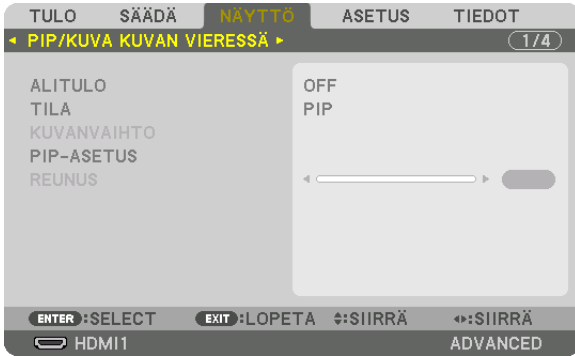 TULO SÄÄDÄ NÄYTTÖ ASETUS TIEDOT
PIP/KUVA KUVAN VIERESSÄ 1/4
ALITULO OFF
TILA PIP
KUVANVAIHTO
PIP-ASETUS
REUNUS
ENTER :SELECT EXIT :LOPETA :SIIRRÄ :SIIRRÄ
HDMI1 ADVANCED